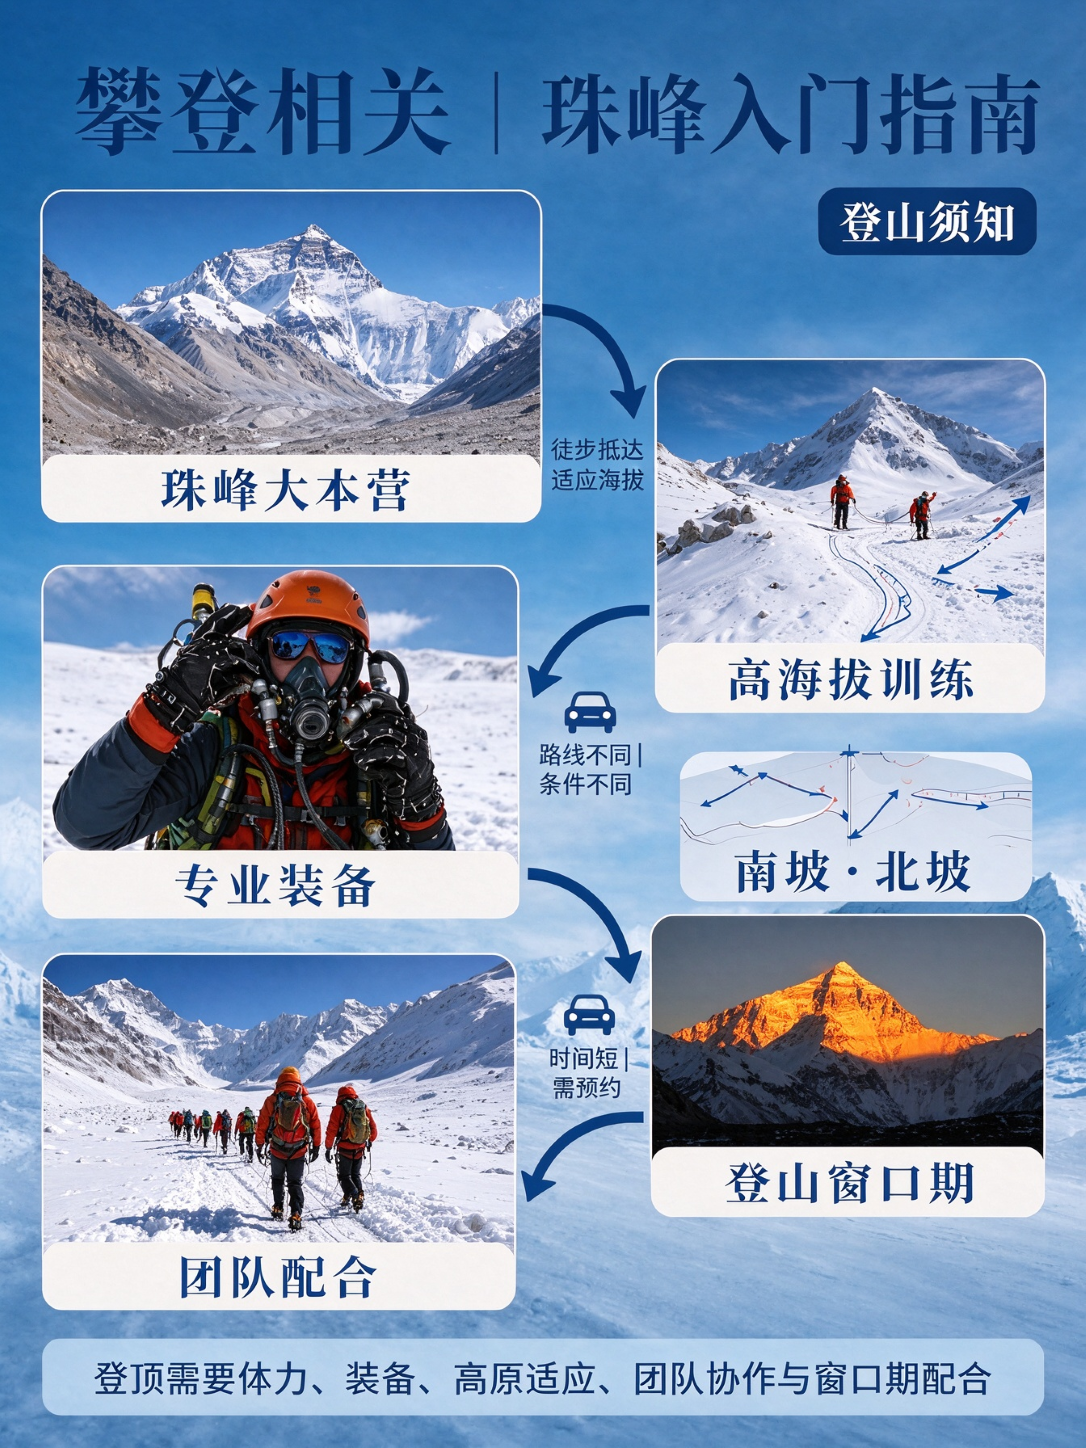 攀登相关｜珠峰入门指南
登山须知
珠峰大本营
徒步抵达
适应海拔
高海拔训练
路线不同|
条件不同
专业装备
南坡·北坡
时间短|
需预约
登山窗口期
团队配合
登顶需要体力、装备、高原适应、团队协作与窗口期配合